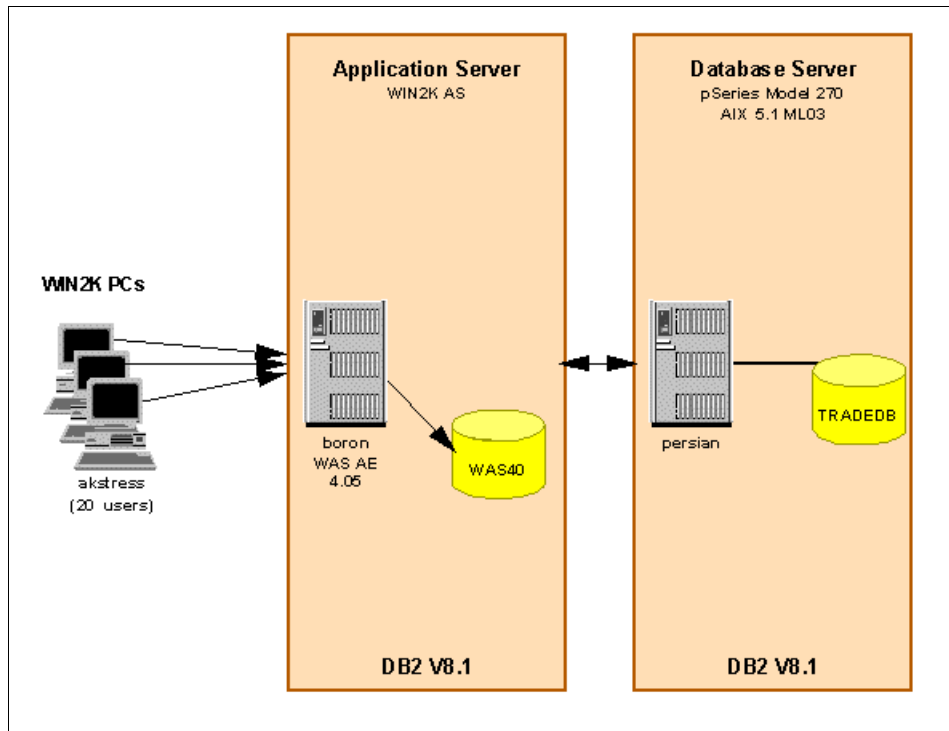 Application Server
WIN2K AS
Database Server
pSeries Model 270
AIX 5.1 ML03
WIN2K PCs
akstress
(20 users)
boron
WAS AE
4.05
WAS40
persian
TRADEDB
DB2 V8.1
DB2 V8.1